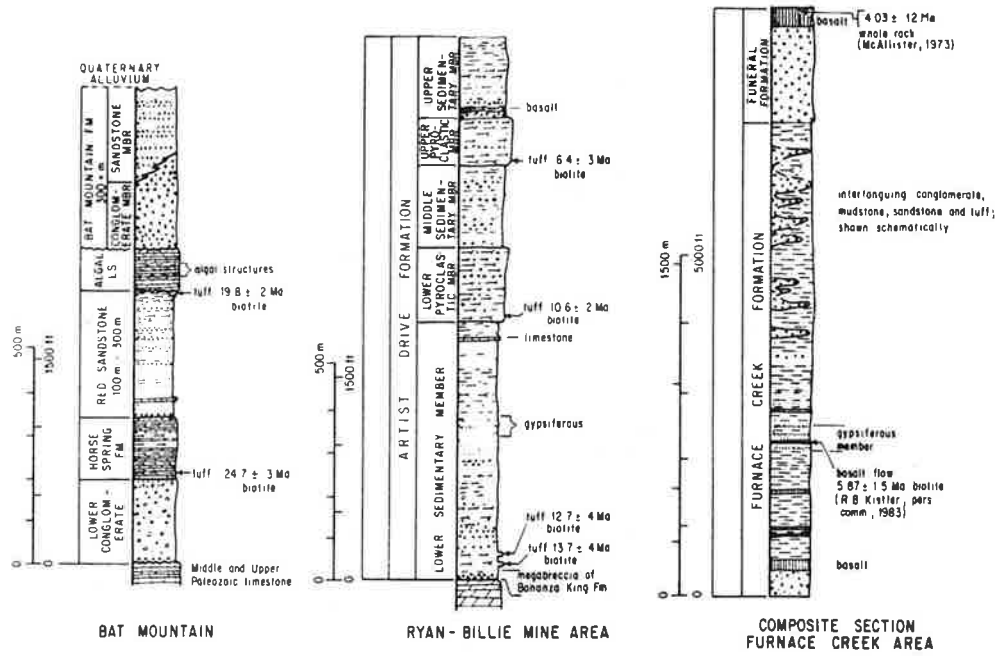 QUATERNARY
ALLUVIUM
BAT MOUNTAIN FM
300 m
SANDSTONE
MBR
CONGLOM-
ERATE MBR
ALGAL
LS
algal structures
tuff 19.8 ± 2 Ma
biotite
RED SANDSTONE
100m - 300m
HORSE
SPRING
FM
tuff 24.7 ± 3 Ma
biotite
LOWER
CONGLOM-
ERATE
Middle and Upper
Paleozoic limestone
500 m
1500 ft
0
0
BAT MOUNTAIN
ARTIST DRIVE FORMATION
UPPER
SEDIMEN-
TARY MBR
basalt
UPPER
PYRO-
CLASTIC
MBR
tuff 6.4 ± 3 Ma
biotite
MIDDLE
SEDIMEN-
TARY MBR
LOWER
PYROCLAS-
TIC MBR
tuff 10.6 ± 2 Ma
biotite
limestone
LOWER SEDIMENTARY MEMBER
gypsiferous
tuff 12.7 ± 4 Ma
biotite
tuff 13.7 ± 4 Ma
biotite
megabreccia of
Bonanza King Fm
500 m
1500 ft
0
0
RYAN - BILLIE MINE AREA
basalt
4.03 ± .12 Ma
whole rock
(McAllister, 1973)
FUNERAL
FORMATION
FURNACE CREEK FORMATION
interfonguing conglomerate,
mudstone, sandstone and tuff;
shown schematically
gypsiferous
member
basalt flow
5.87 ± 1.5 Ma biotite
(R B Kistler, pers
comm, 1983)
basalt
1500 m
5000 ft
0
0
COMPOSITE SECTION
FURNACE CREEK AREA